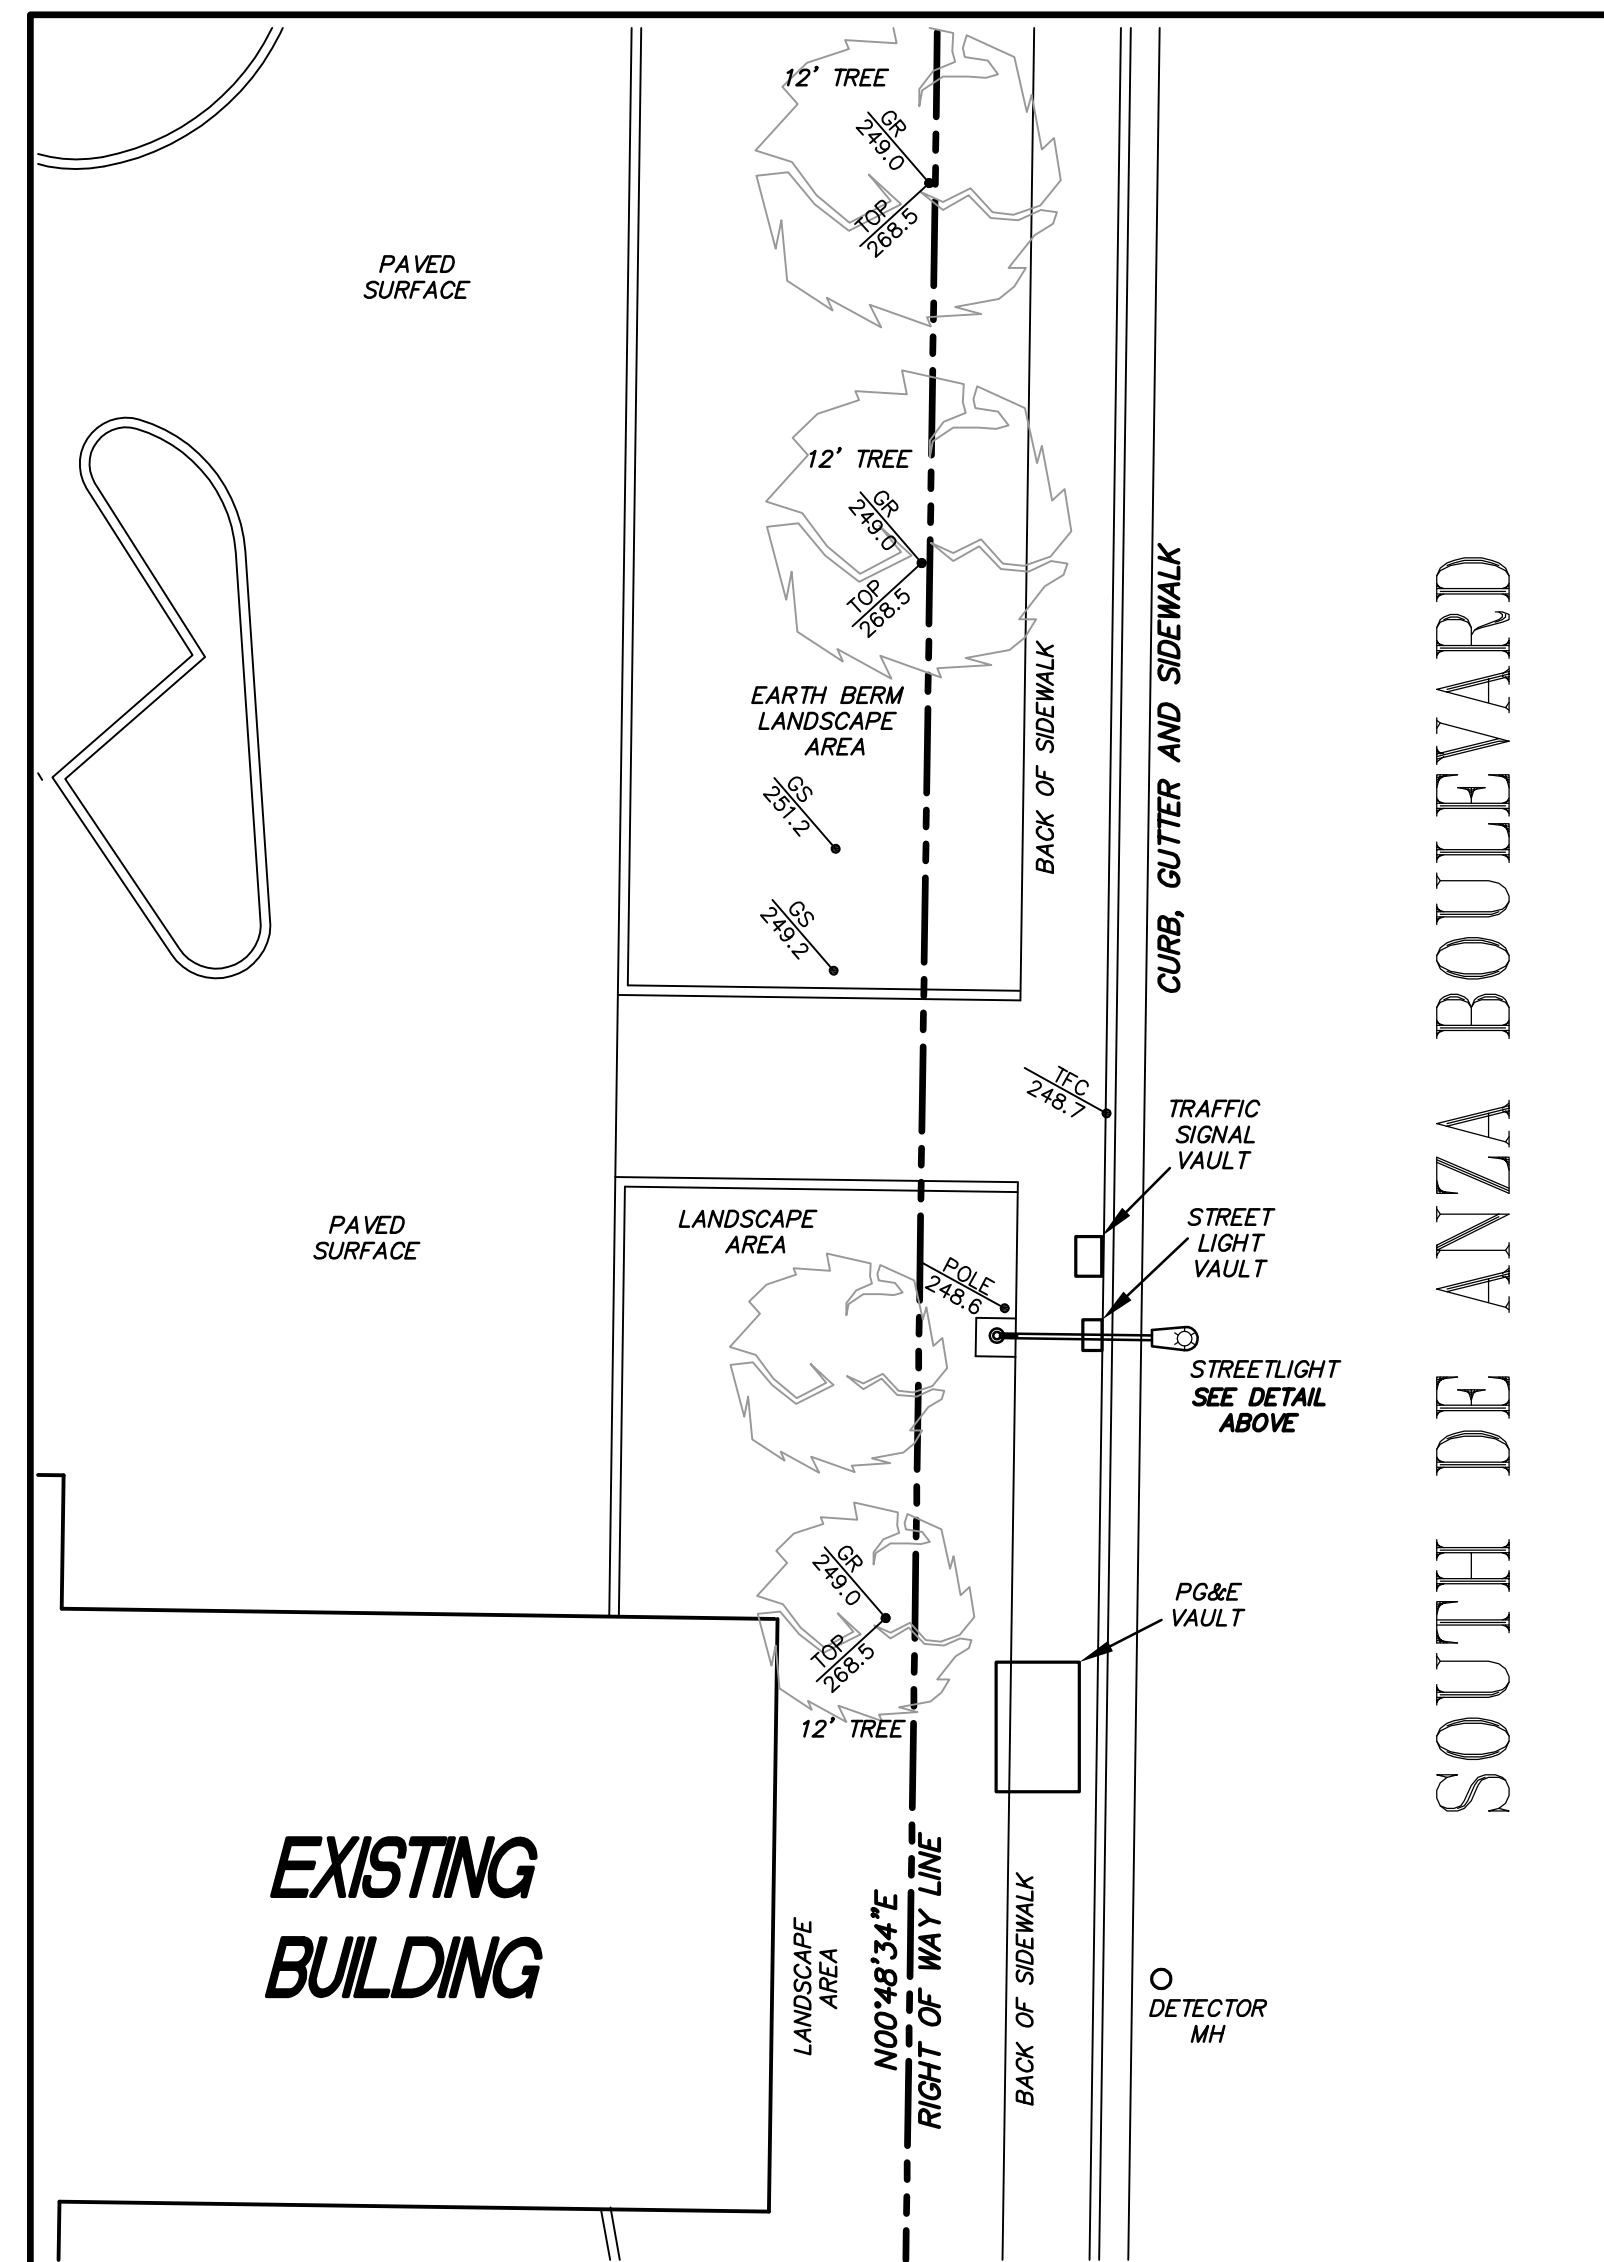 12' TREE
GR
249.0
TOP
268.5
PAVED
SURFACE
12' TREE
GR
249.0
TOP
268.5
EARTH BERM
LANDSCAPE
AREA
GS
251.2
GS
249.2
BACK OF SIDEWALK
CURB, GUTTER AND SIDEWALK
SOUTH DE ANZA BOULEVARD
TFC
248.7
TRAFFIC
SIGNAL
VAULT
PAVED
SURFACE
LANDSCAPE
AREA
STREET
LIGHT
VAULT
POLE
248.6
STREETLIGHT
SEE DETAIL
ABOVE
GR
249.0
TOP
268.5
12' TREE
PG&E
VAULT
EXISTING
BUILDING
LANDSCAPE
AREA
N00°48'34"E
RIGHT OF WAY LINE
BACK OF SIDEWALK
DETECTOR
MH